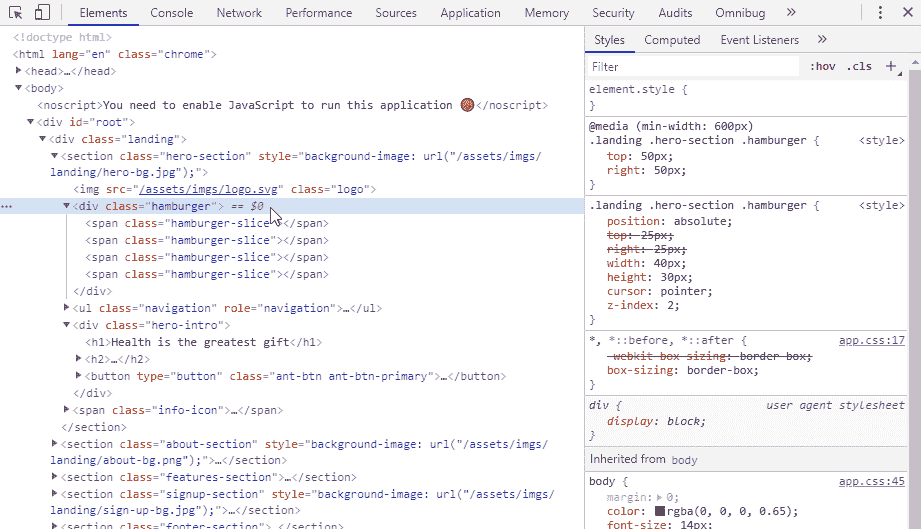 Elements Console Network Performance Sources Application Memory Security Audits Omnibug »
<!doctype html>
<html lang="en" class="chrome">
<head>…</head>
<body>
<noscript>You need to enable JavaScript to run this application 🏀</noscript>
<div id="root">
<div class="landing">
<section class="hero-section" style="background-image: url("/assets/imgs/
landing/hero-bg.jpg");">
<img src="/assets/imgs/logo.svg" class="logo">
… <div class="hamburger"> == $0
<span class="hamburger-slice"></span>
<span class="hamburger-slice"></span>
<span class="hamburger-slice"></span>
<span class="hamburger-slice"></span>
</div>
<ul class="navigation" role="navigation">…</ul>
<div class="hero-intro">
<h1>Health is the greatest gift</h1>
<h2>…</h2>
<button type="button" class="ant-btn ant-btn-primary">…</button>
</div>
<span class="info-icon">…</span>
</section>
<section class="about-section" style="background-image: url("/assets/imgs/
landing/about-bg.png");">…</section>
<section class="features-section">…</section>
<section class="signup-section" style="background-image: url("/assets/imgs/
landing/sign-up-bg.jpg");">…</section>
<section class="footer-section">…</section>
Styles Computed Event Listeners »
Filter :hov .cls +
element.style {
}
@media (min-width: 600px)
.landing .hero-section .hamburger { <style>
top: 50px;
right: 50px;
}
.landing .hero-section .hamburger { <style>
position: absolute;
top: 25px;
right: 25px;
width: 40px;
height: 30px;
cursor: pointer;
z-index: 2;
}
*, *::before, *::after { app.css:17
-webkit-box-sizing: border-box;
box-sizing: border-box;
}
div { user agent stylesheet
display: block;
}
Inherited from body
body { app.css:45
margin: 0;
color: rgba(0, 0, 0, 0.65);
font-size: 14px;